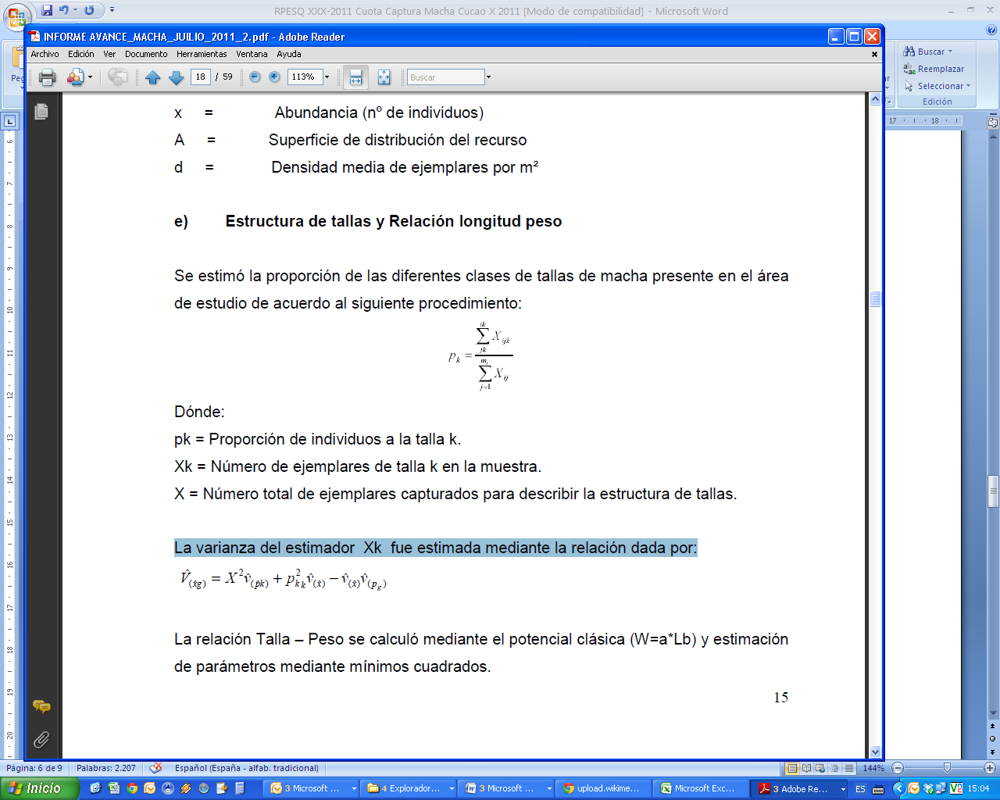 RPESQ XXX-2011 Cuota Captura Macha Cucao X 2011 [Modo de compatibilidad] - Microsoft Word
INFORME AVANCE_MACHA_JUILIO_2011_2.pdf - Adobe Reader
Archivo Edición Ver Documento Herramientas Ventana Ayuda
18 / 59 113% Buscar
Buscar
Reemplazar
Seleccionar
Edición
17 18
x = Abundancia (nº de individuos)
A = Superficie de distribución del recurso
d = Densidad media de ejemplares por m²
e) Estructura de tallas y Relación longitud peso
Se estimó la proporción de las diferentes clases de tallas de macha presente en el área
de estudio de acuerdo al siguiente procedimiento:
p_k = \frac{\sum_{jk}^{ik} X_{ijk}}{\sum_{j=1}^{m_i} X_{ij}}
Dónde:
pk = Proporción de individuos a la talla k.
Xk = Número de ejemplares de talla k en la muestra.
X = Número total de ejemplares capturados para describir la estructura de tallas.
La varianza del estimador Xk fue estimada mediante la relación dada por:
\hat{V}_{(\hat{x}g)} = X^2 \hat{v}_{(\hat{p}k)} + p_{k}^2{}_k \hat{v}_{(\hat{x})} - \hat{v}_{(\hat{x})} \hat{v}_{(p_g)}
La relación Talla – Peso se calculó mediante el potencial clásica (W=a*Lb) y estimación
de parámetros mediante mínimos cuadrados.
15
Página: 6 de 9 Palabras: 2.207 Español (España - alfab. tradicional) 144%
Inicio 3 Microsoft ... 4 Explorador... 3 Microsoft ... upload.wikime... Microsoft Exc... 3 Adobe Re... ES 15:04